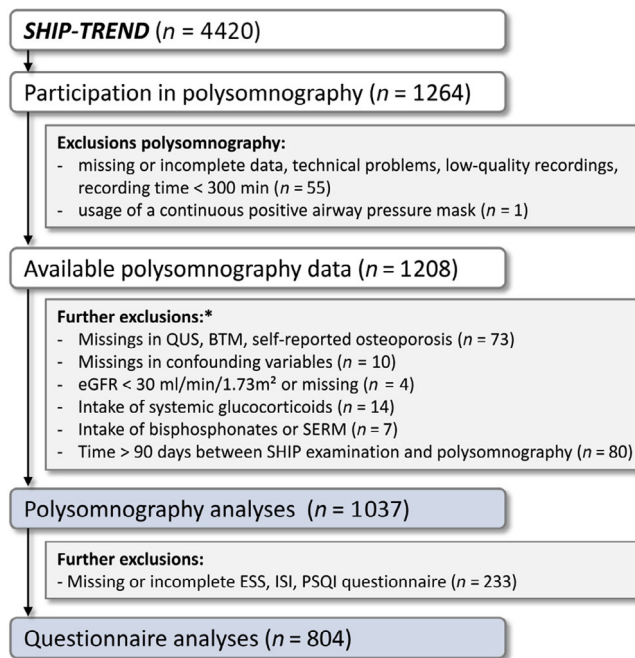 SHIP-TREND (n = 4420)
Participation in polysomnography (n = 1264)
Exclusions polysomnography:
- missing or incomplete data, technical problems, low-quality recordings,
recording time < 300 min (n = 55)
- usage of a continuous positive airway pressure mask (n = 1)
Available polysomnography data (n = 1208)
Further exclusions:*
- Missings in QUS, BTM, self-reported osteoporosis (n = 73)
- Missings in confounding variables (n = 10)
- eGFR < 30 ml/min/1.73m² or missing (n = 4)
- Intake of systemic glucocorticoids (n = 14)
- Intake of bisphosphonates or SERM (n = 7)
- Time > 90 days between SHIP examination and polysomnography (n = 80)
Polysomnography analyses (n = 1037)
Further exclusions:
- Missing or incomplete ESS, ISI, PSQI questionnaire (n = 233)
Questionnaire analyses (n = 804)